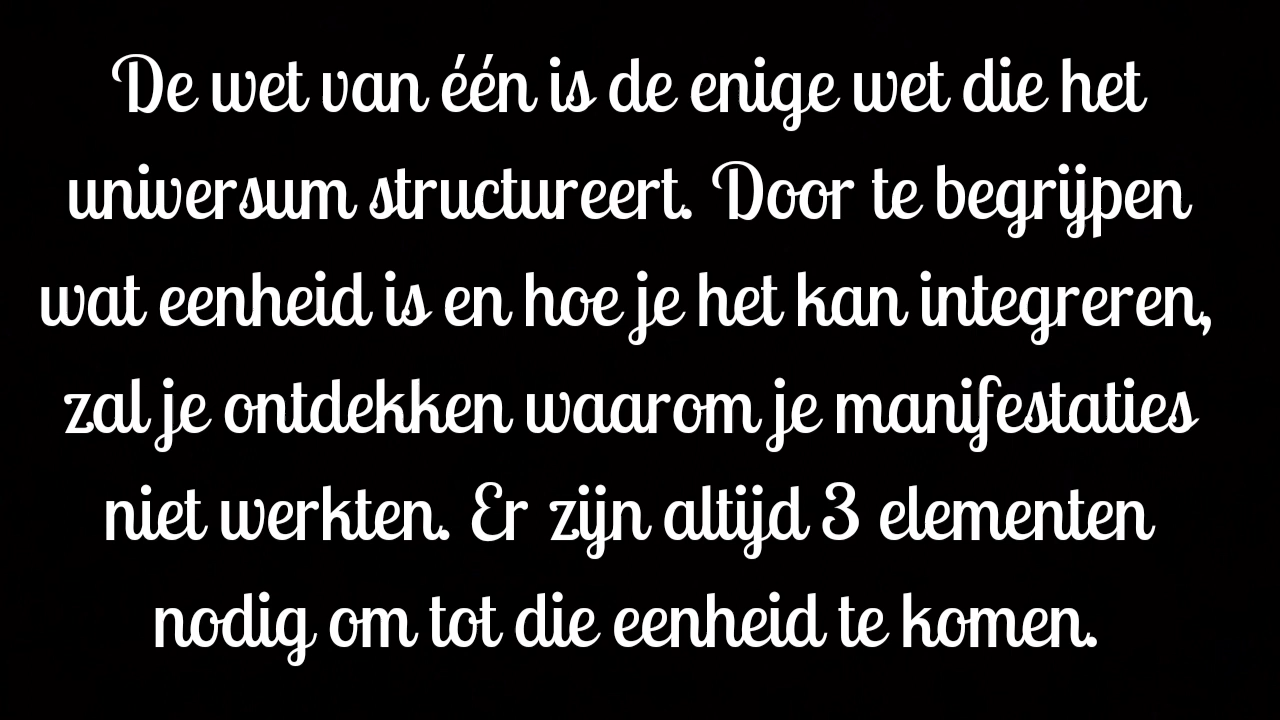 De wet van één is de enige wet die het
universum structureert. Door te begrijpen
wat eenheid is en hoe je het kan integreren,
zal je ontdekken waarom je manifestaties
niet werkten. Er zijn altijd 3 elementen
nodig om tot die eenheid te komen.